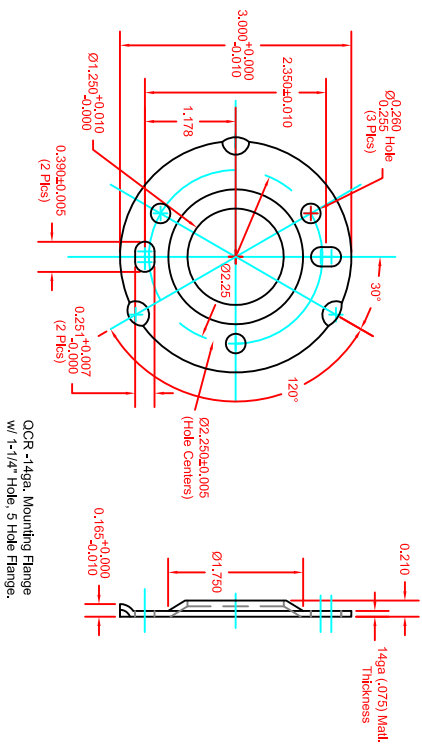 3.000+0.000
-0.010
2.350±0.010
Ø0.260 Hole
0.255
(3 Plcs)
1.178
Ø1.250+0.010
-0.000
0.390±0.005
(2 Plcs)
Ø2.25
30°
120°
0.251+0.007
-0.000
(2 Plcs)
Ø2.250±0.005
(Hole Centers)
0.210
Ø1.750
0.165+0.000
-0.010
14ga (.075) Matl.
Thickness
QCR -14ga. Mounting Flange
w/ 1-1/4" Hole, 5 Hole Flange.